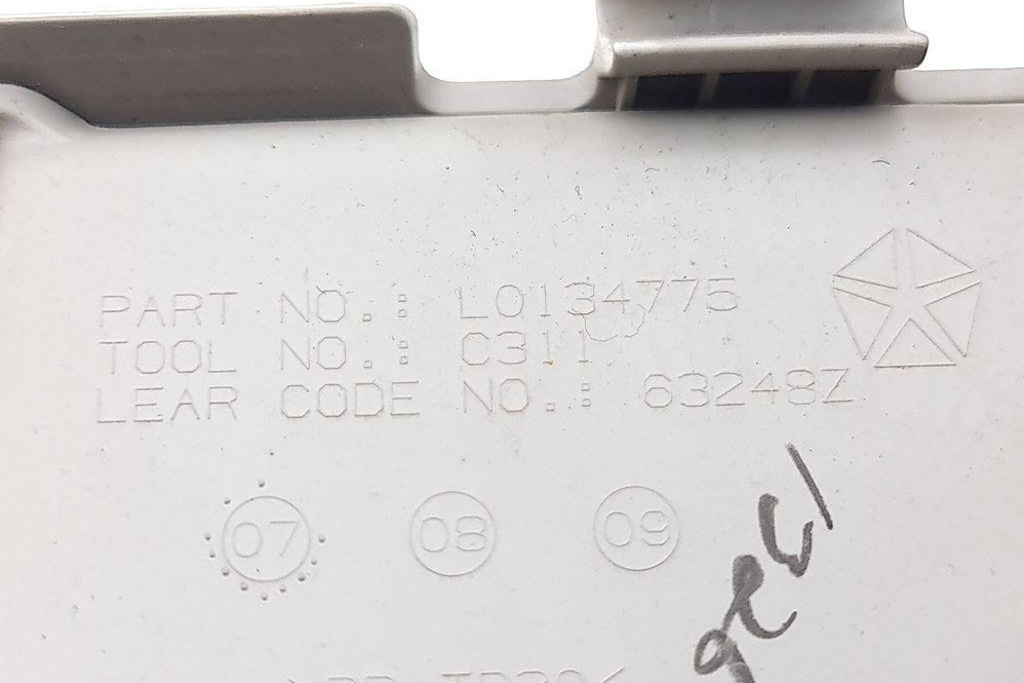 PART NO.: L0134775
TOOL NO.: C311
LEAR CODE NO.: 63248Z
07 08 09